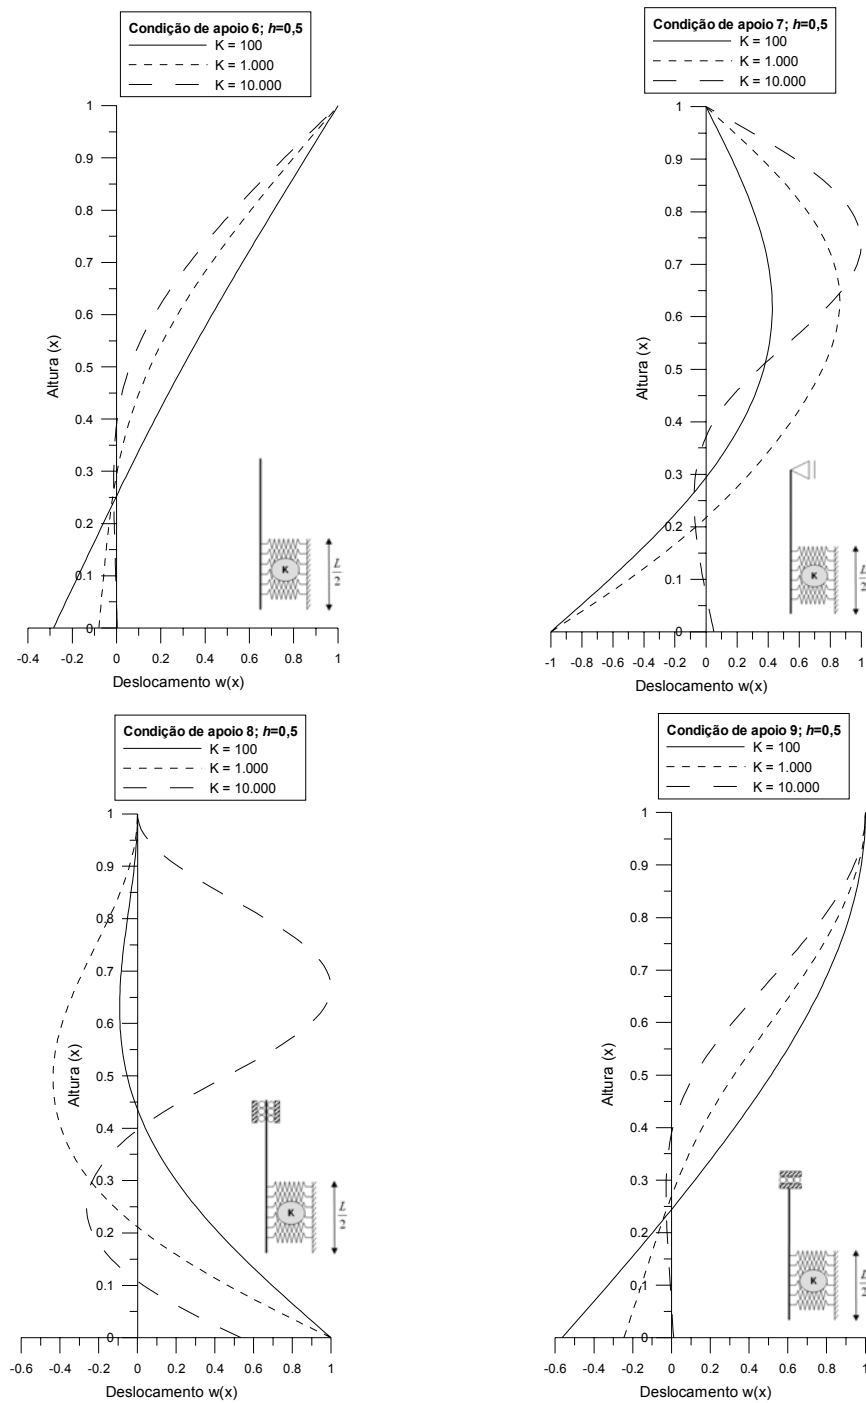 Condição de apoio 6; h=0,5
K = 100
K = 1.000
K = 10.000
1
0.9
0.8
0.7
0.6
0.5
0.4
0.3
0.2
0.1
0
Altura (x)
K
L
2
-0.4 -0.2 0 0.2 0.4 0.6 0.8 1
Deslocamento w(x)
Condição de apoio 7; h=0,5
K = 100
K = 1.000
K = 10.000
1
0.9
0.8
0.7
0.6
0.5
0.4
0.3
0.2
0.1
0
Altura (x)
K
L
2
-1 -0.8 -0.6 -0.4 -0.2 0 0.2 0.4 0.6 0.8 1
Deslocamento w(x)
Condição de apoio 8; h=0,5
K = 100
K = 1.000
K = 10.000
1
0.9
0.8
0.7
0.6
0.5
0.4
0.3
0.2
0.1
0
Altura (x)
K
L
2
-0.6 -0.4 -0.2 0 0.2 0.4 0.6 0.8 1
Deslocamento w(x)
Condição de apoio 9; h=0,5
K = 100
K = 1.000
K = 10.000
1
0.9
0.8
0.7
0.6
0.5
0.4
0.3
0.2
0.1
0
Altura (x)
K
L
2
-0.6 -0.4 -0.2 0 0.2 0.4 0.6 0.8 1
Deslocamento w(x)